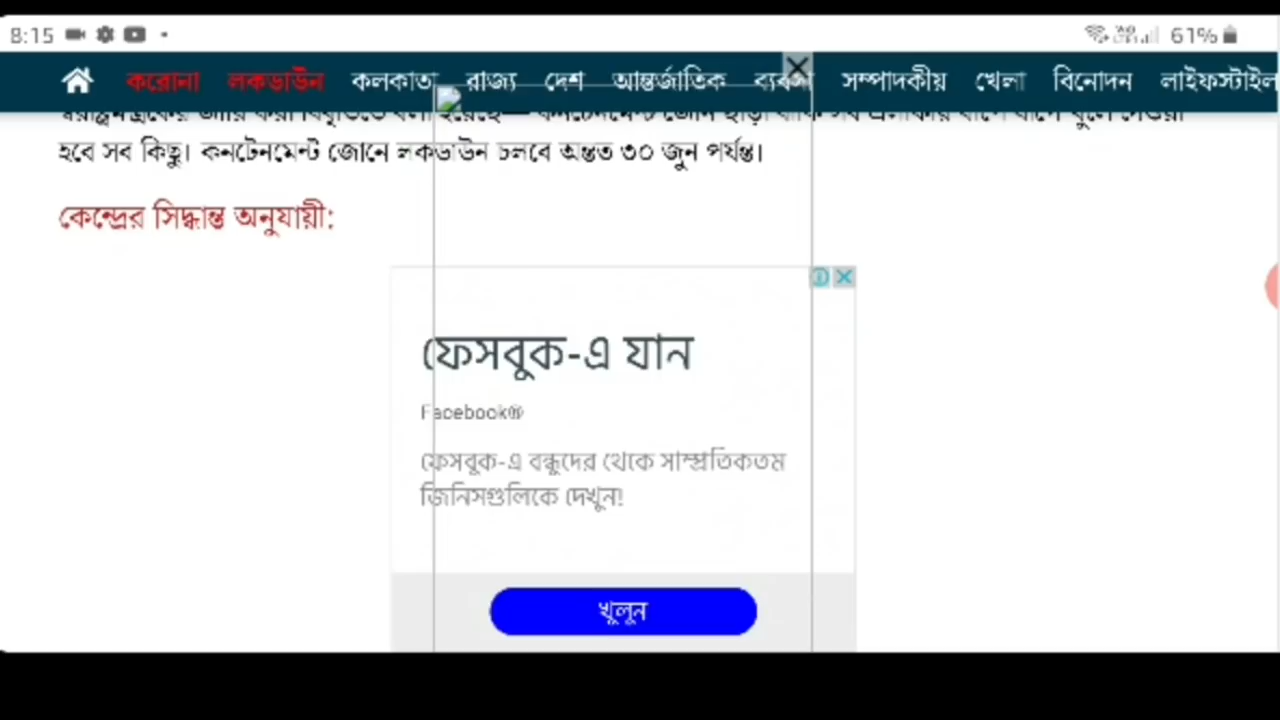 8:15
61%
করোনা লকডাউন কলকাতা রাজ্য দেশ আন্তর্জাতিক ব্যবসা সম্পাদকীয় খেলা বিনোদন লাইফস্টাইল
হবে সব কিছু। কনটেনমেন্ট জোনে লকডাউন চলবে অন্তত ৩০ জুন পর্যন্ত।
কেন্দ্রের সিদ্ধান্ত অনুযায়ী:
ফেসবুক-এ যান
Facebook®
ফেসবুক-এ বন্ধুদের থেকে সাম্প্রতিকতম
জিনিসগুলিকে দেখুন!
খুলুন